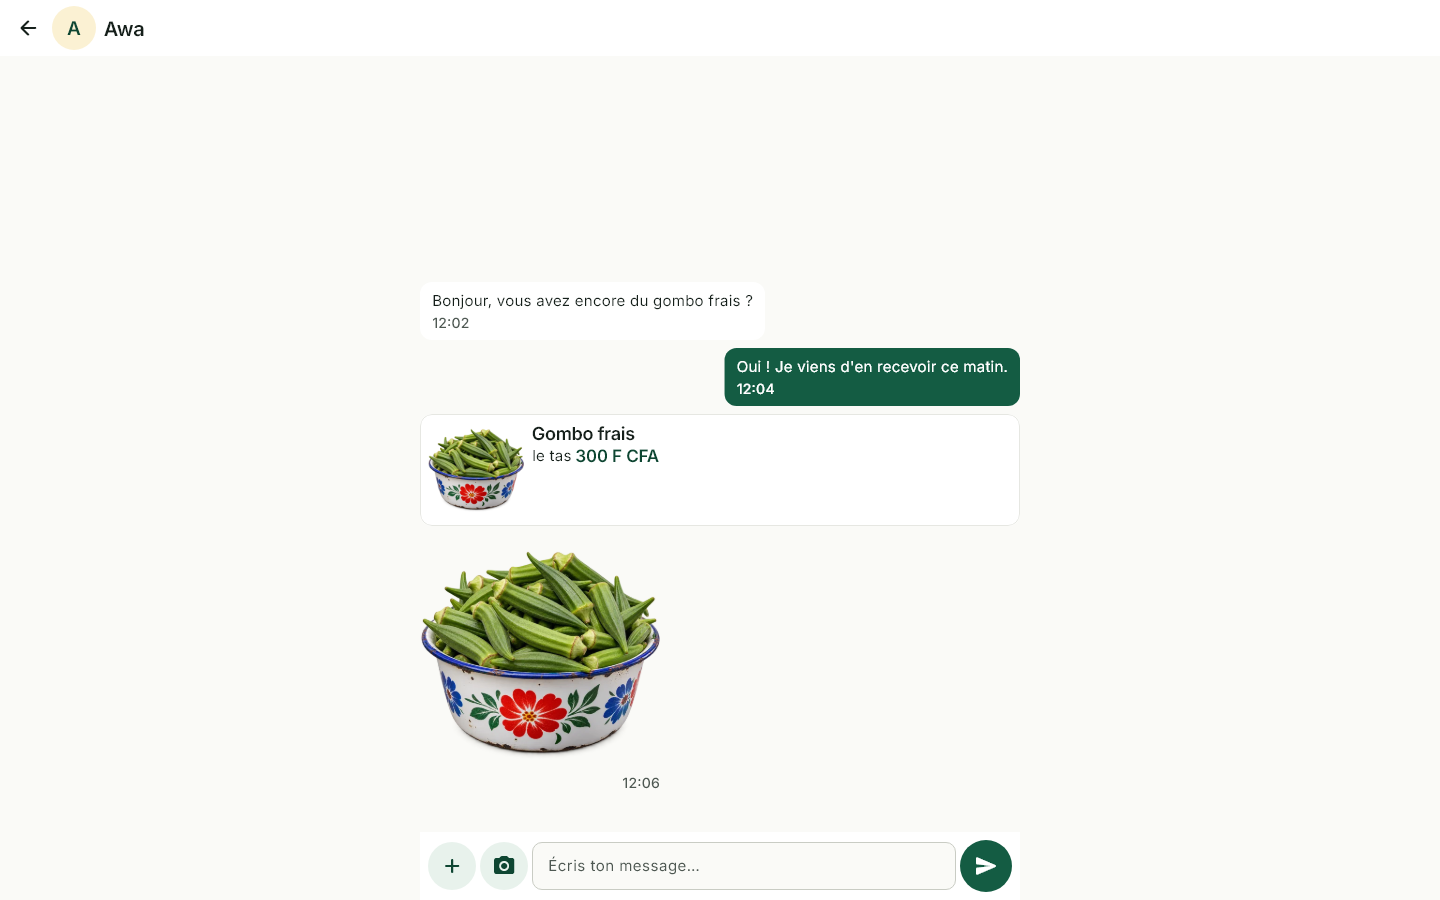 A
Awa
Bonjour, vous avez encore du gombo frais ?
12:02
Oui ! Je viens d'en recevoir ce matin.
12:04
Gombo frais
le tas 300 F CFA
12:06
Écris ton message...